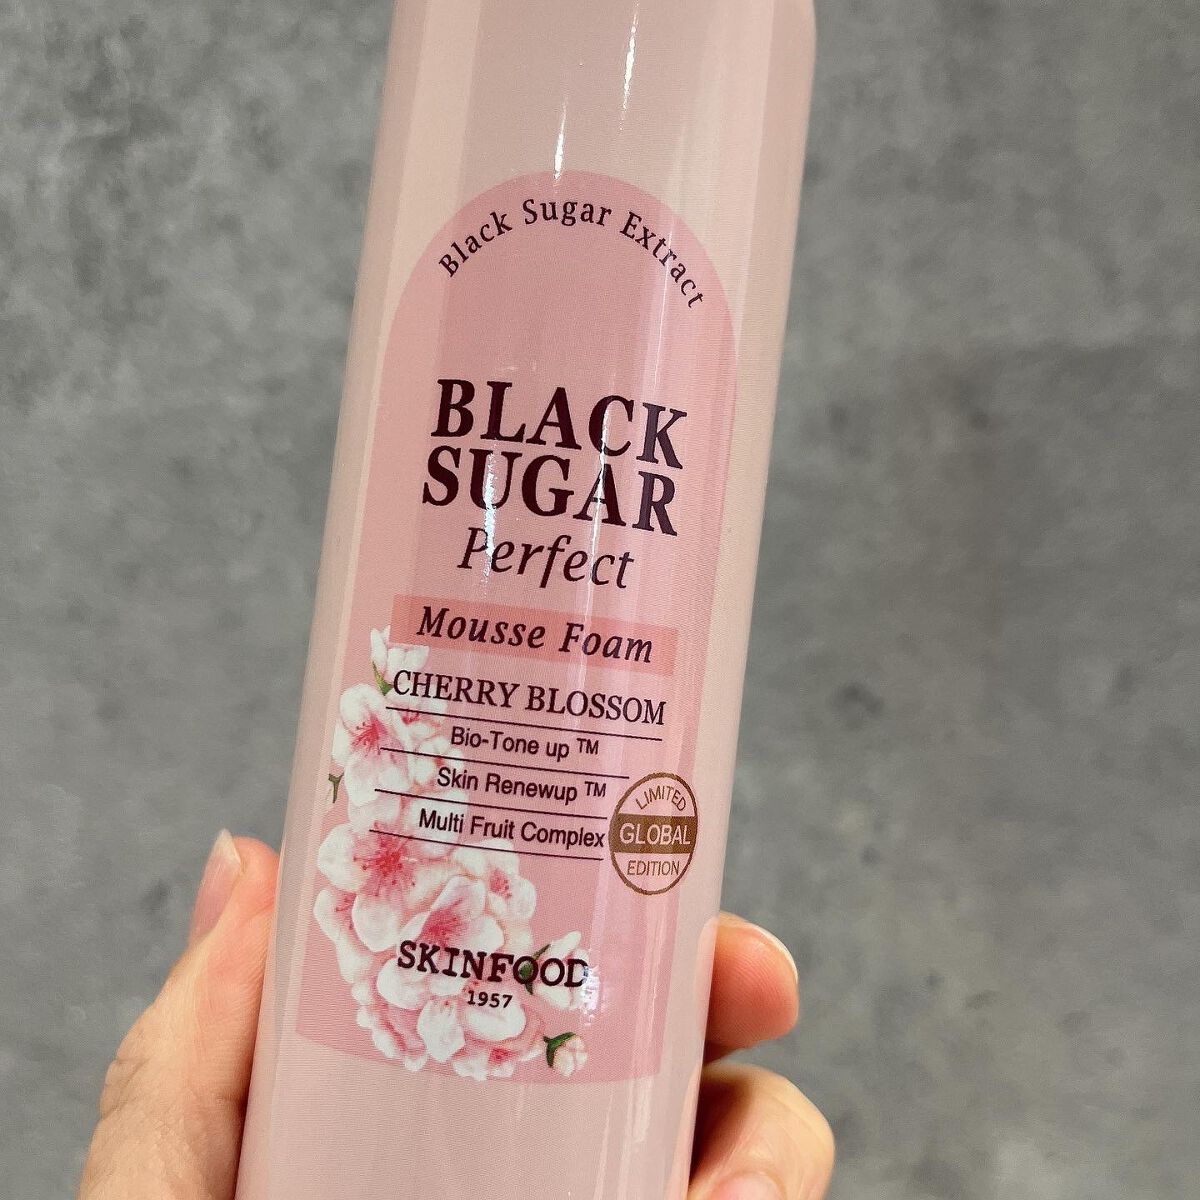 Black Sugar Extract
BLACK
SUGAR
Perfect
Mousse Foam
CHERRY BLOSSOM
Bio-Tone up ™
Skin Renewup ™
Multi Fruit Complex
LIMITED
GLOBAL
EDITION
SKINFOOD
1957